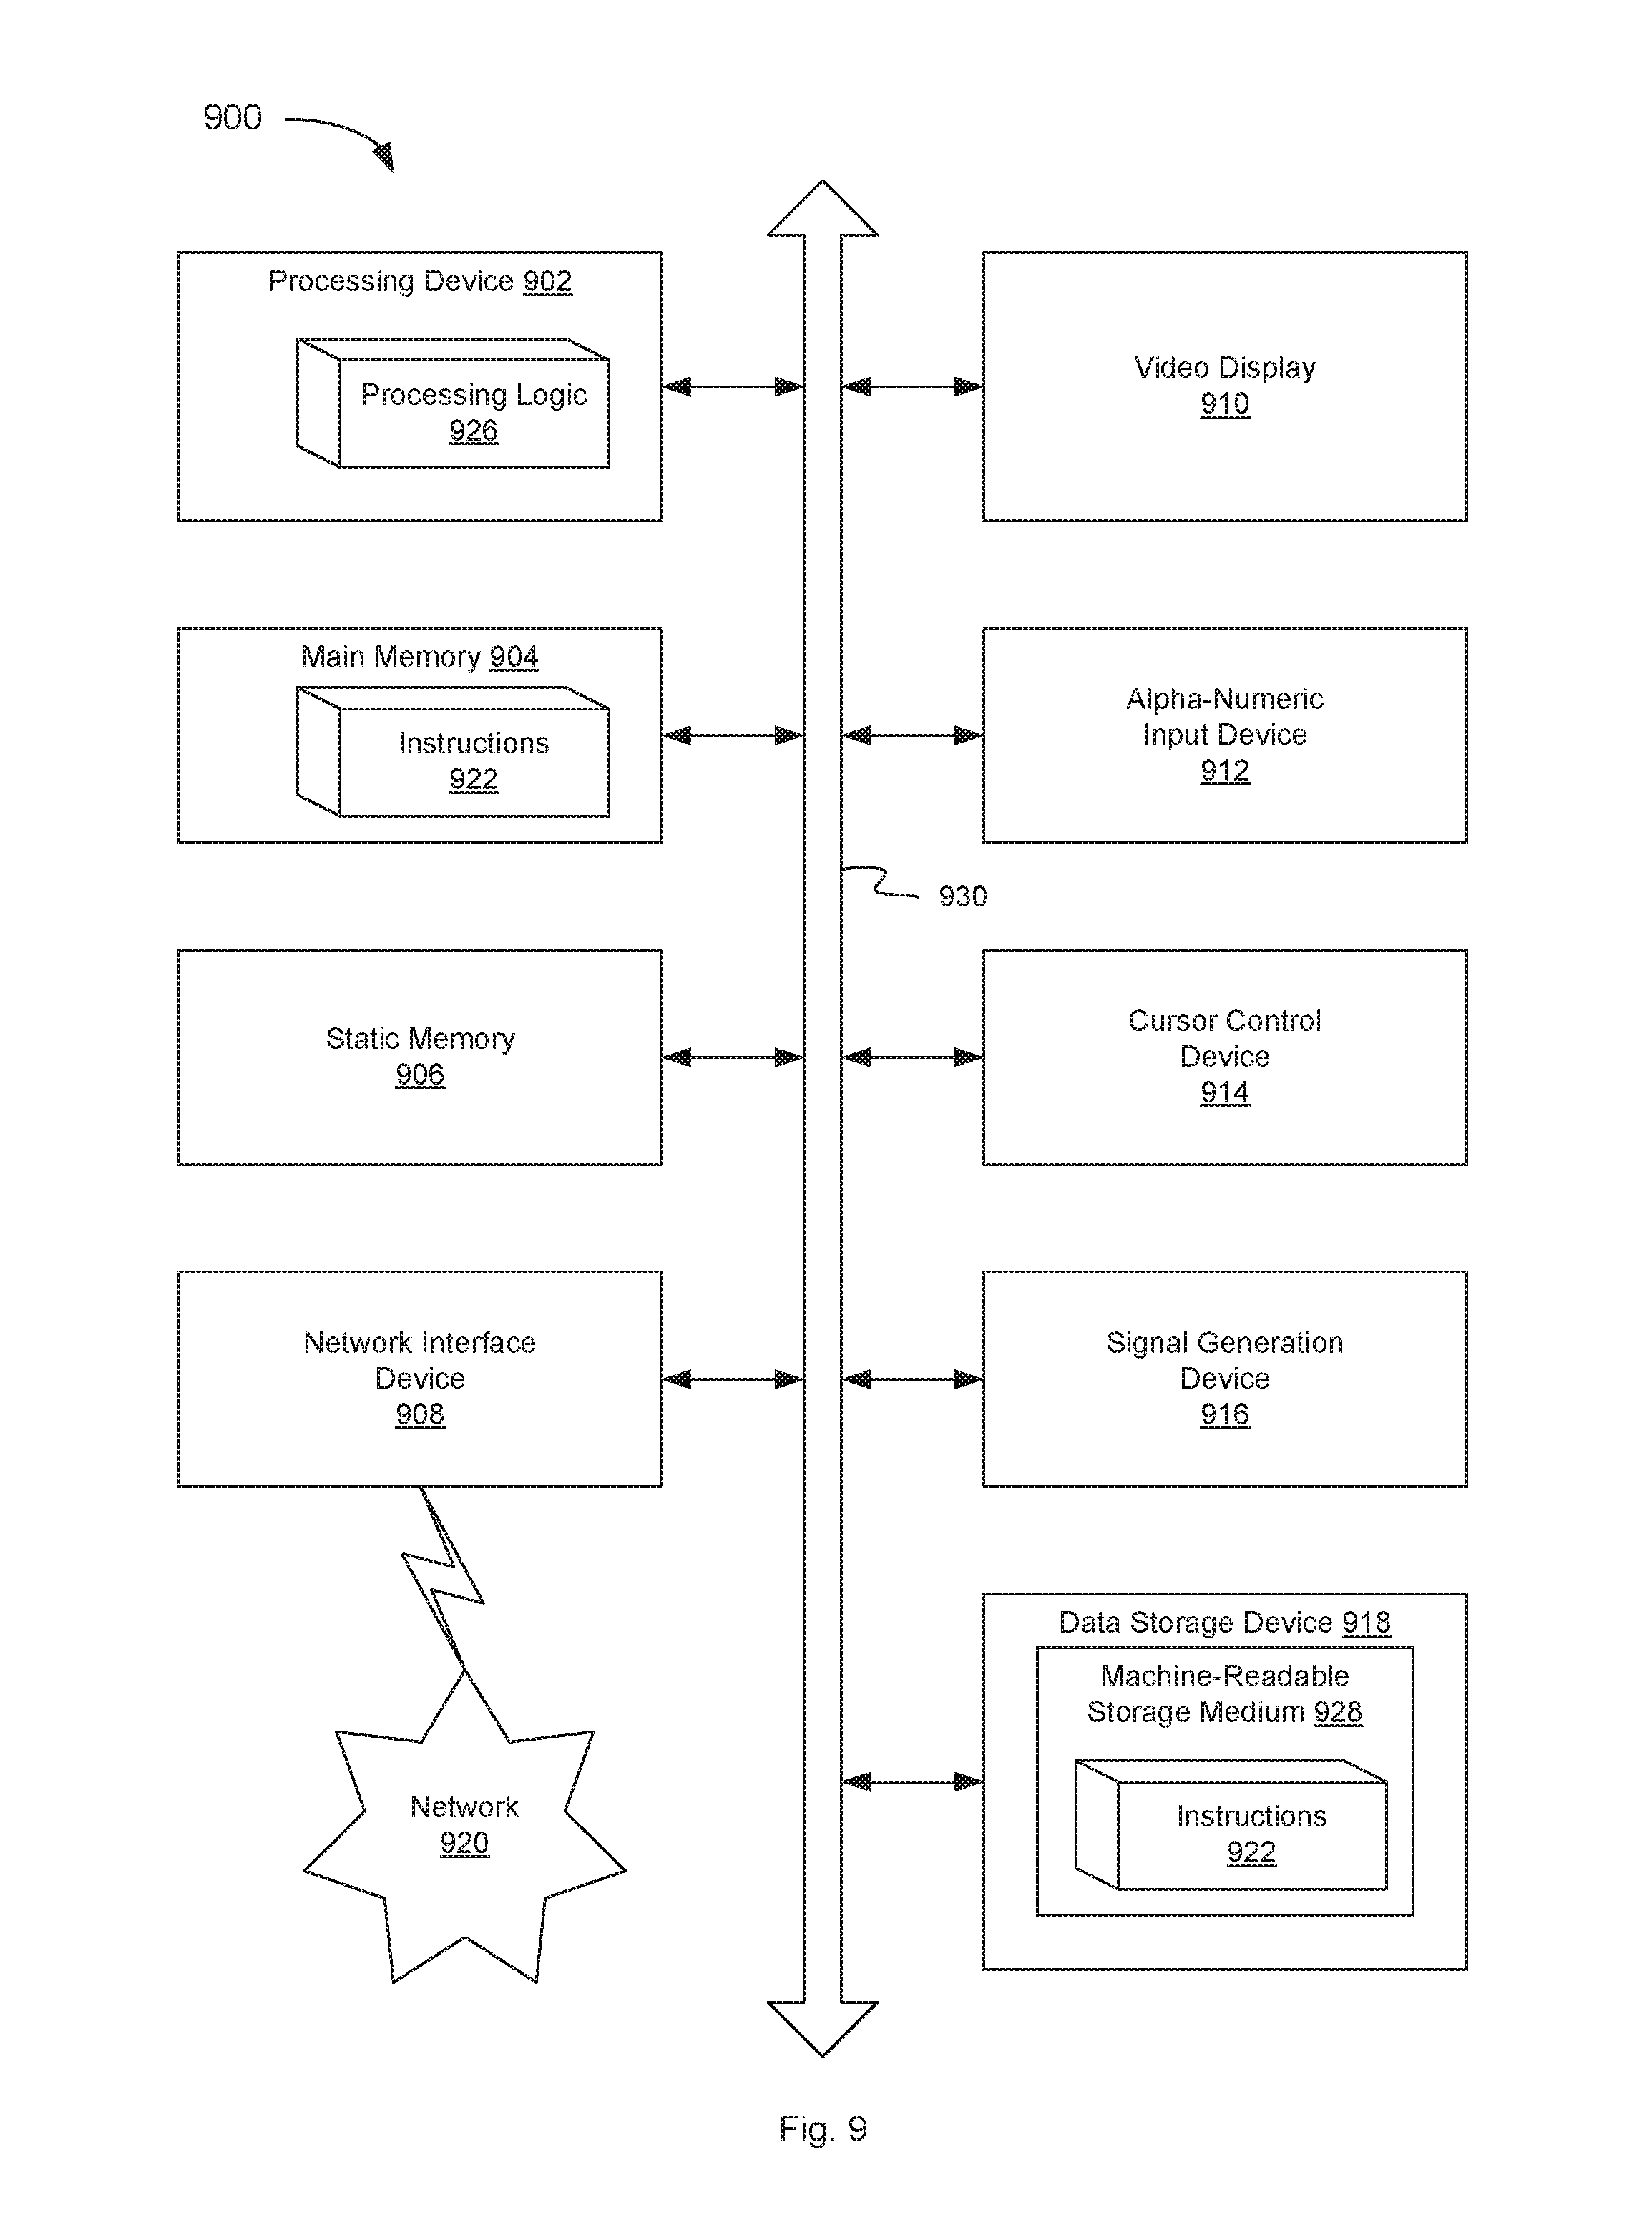 900
Processing Device 902
Processing Logic
926
Video Display
910
Main Memory 904
Instructions
922
Alpha-Numeric
Input Device
912
930
Static Memory
906
Cursor Control
Device
914
Network Interface
Device
908
Signal Generation
Device
916
Data Storage Device 918
Machine-Readable
Storage Medium 928
Instructions
922
Network
920
Fig. 9